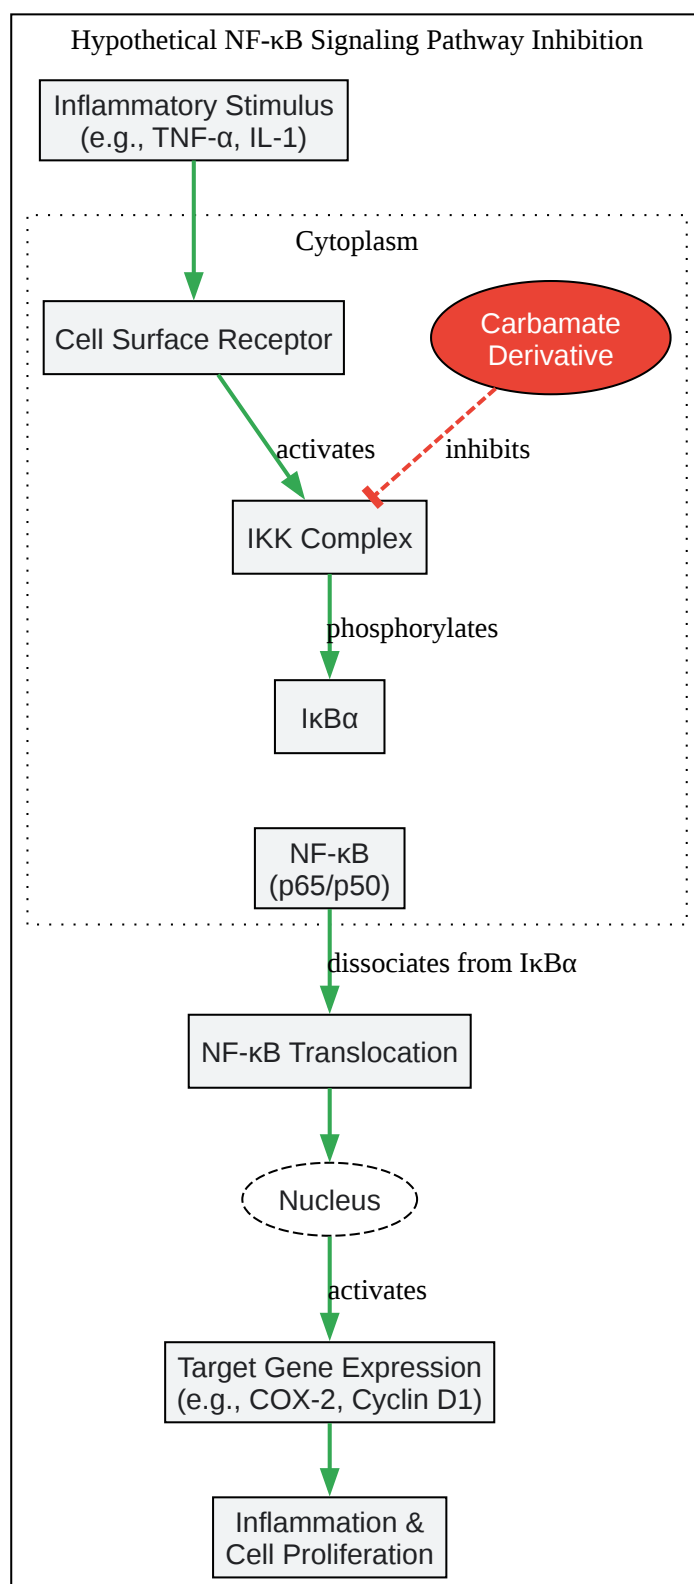 Hypothetical NF-κB Signaling Pathway Inhibition
Inflammatory Stimulus
(e.g., TNF-α, IL-1)
Cytoplasm
Cell Surface Receptor
Carbamate
Derivative
activates
inhibits
IKK Complex
phosphorylates
IκBα
NF-κB
(p65/p50)
dissociates from IκBα
NF-κB Translocation
Nucleus
activates
Target Gene Expression
(e.g., COX-2, Cyclin D1)
Inflammation &
Cell Proliferation